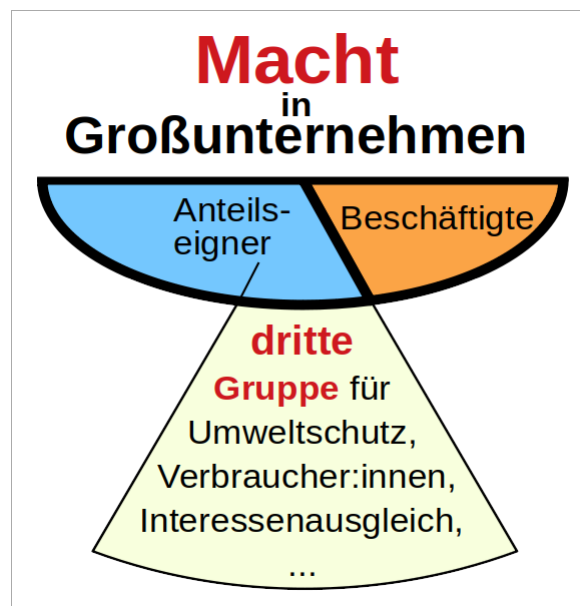 Macht
in
Großunternehmen
Anteils-
eigner
Beschäftigte
dritte
Gruppe für
Umweltschutz,
Verbraucher:innen,
Interessenausgleich,
...